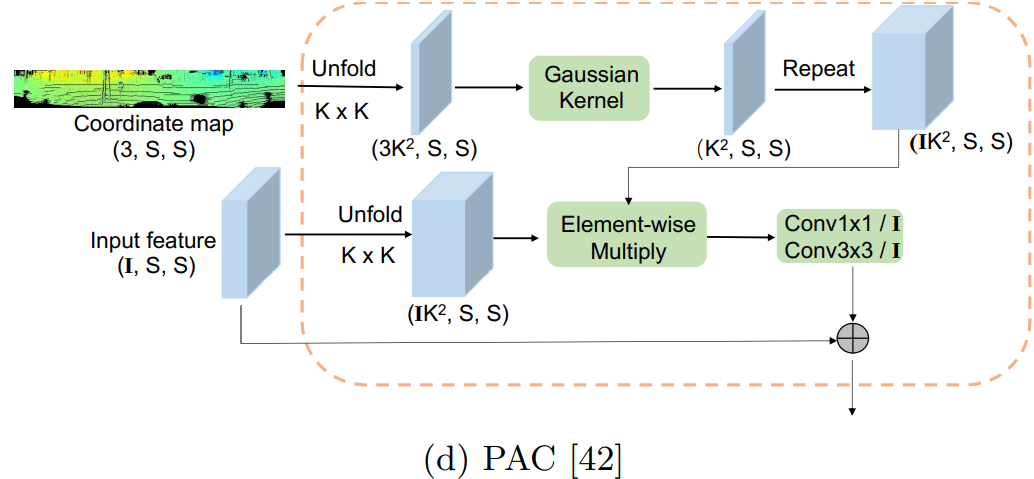 Unfold
K x K
Gaussian
Kernel
Repeat
Coordinate map
(3, S, S)
(3K², S, S)
(K², S, S)
(IK², S, S)
Input feature
(I, S, S)
Unfold
K x K
(IK², S, S)
Element-wise
Multiply
Conv1x1 / I
Conv3x3 / I
(d) PAC [42]